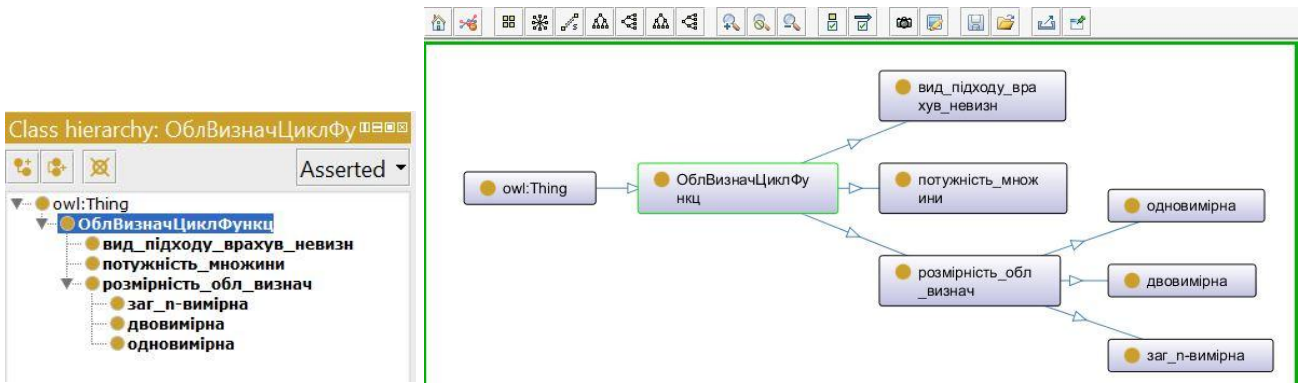 Class hierarchy: ОблВизначЦиклФу
Asserted
owl:Thing
ОблВизначЦиклФункц
вид_підходу_врахув_невизн
потужність_множини
розмірність_обл_визнач
заг_n-вимірна
двовимірна
одновимірна
owl:Thing
ОблВизначЦиклФу
нкц
вид_підходу_вра
хув_невизн
потужність_множ
ини
розмірність_обл
_визнач
одновимірна
двовимірна
заг_n-вимірна